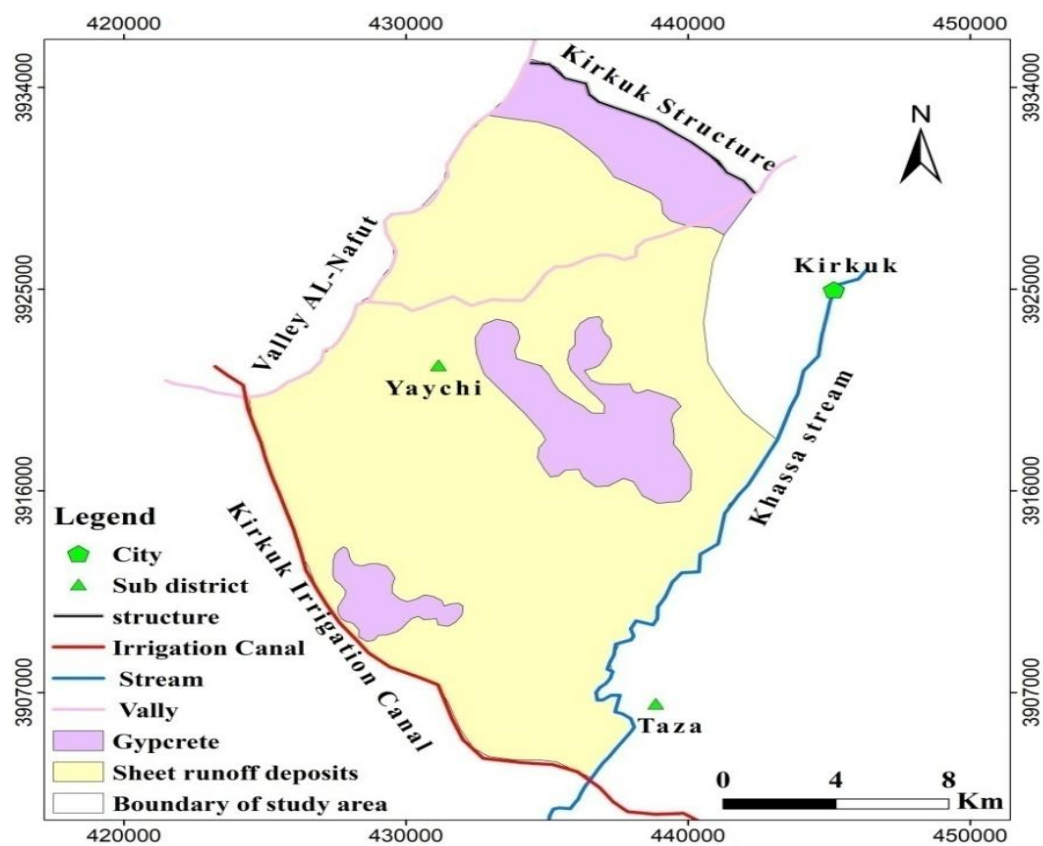 420000 430000 440000 450000
3934000 3934000
Kirkuk Structure
N
Valley AL-Nafut
Kirkuk
3925000 3925000
Yaychi
Khassa stream
3916000 3916000
Kirkuk Irrigation Canal
Legend
City
Sub district
structure
Irrigation Canal
Stream
Vally
Gypcrete
Sheet runoff deposits
Boundary of study area
3907000 3907000
Taza
0 4 8
Km
420000 430000 440000 450000